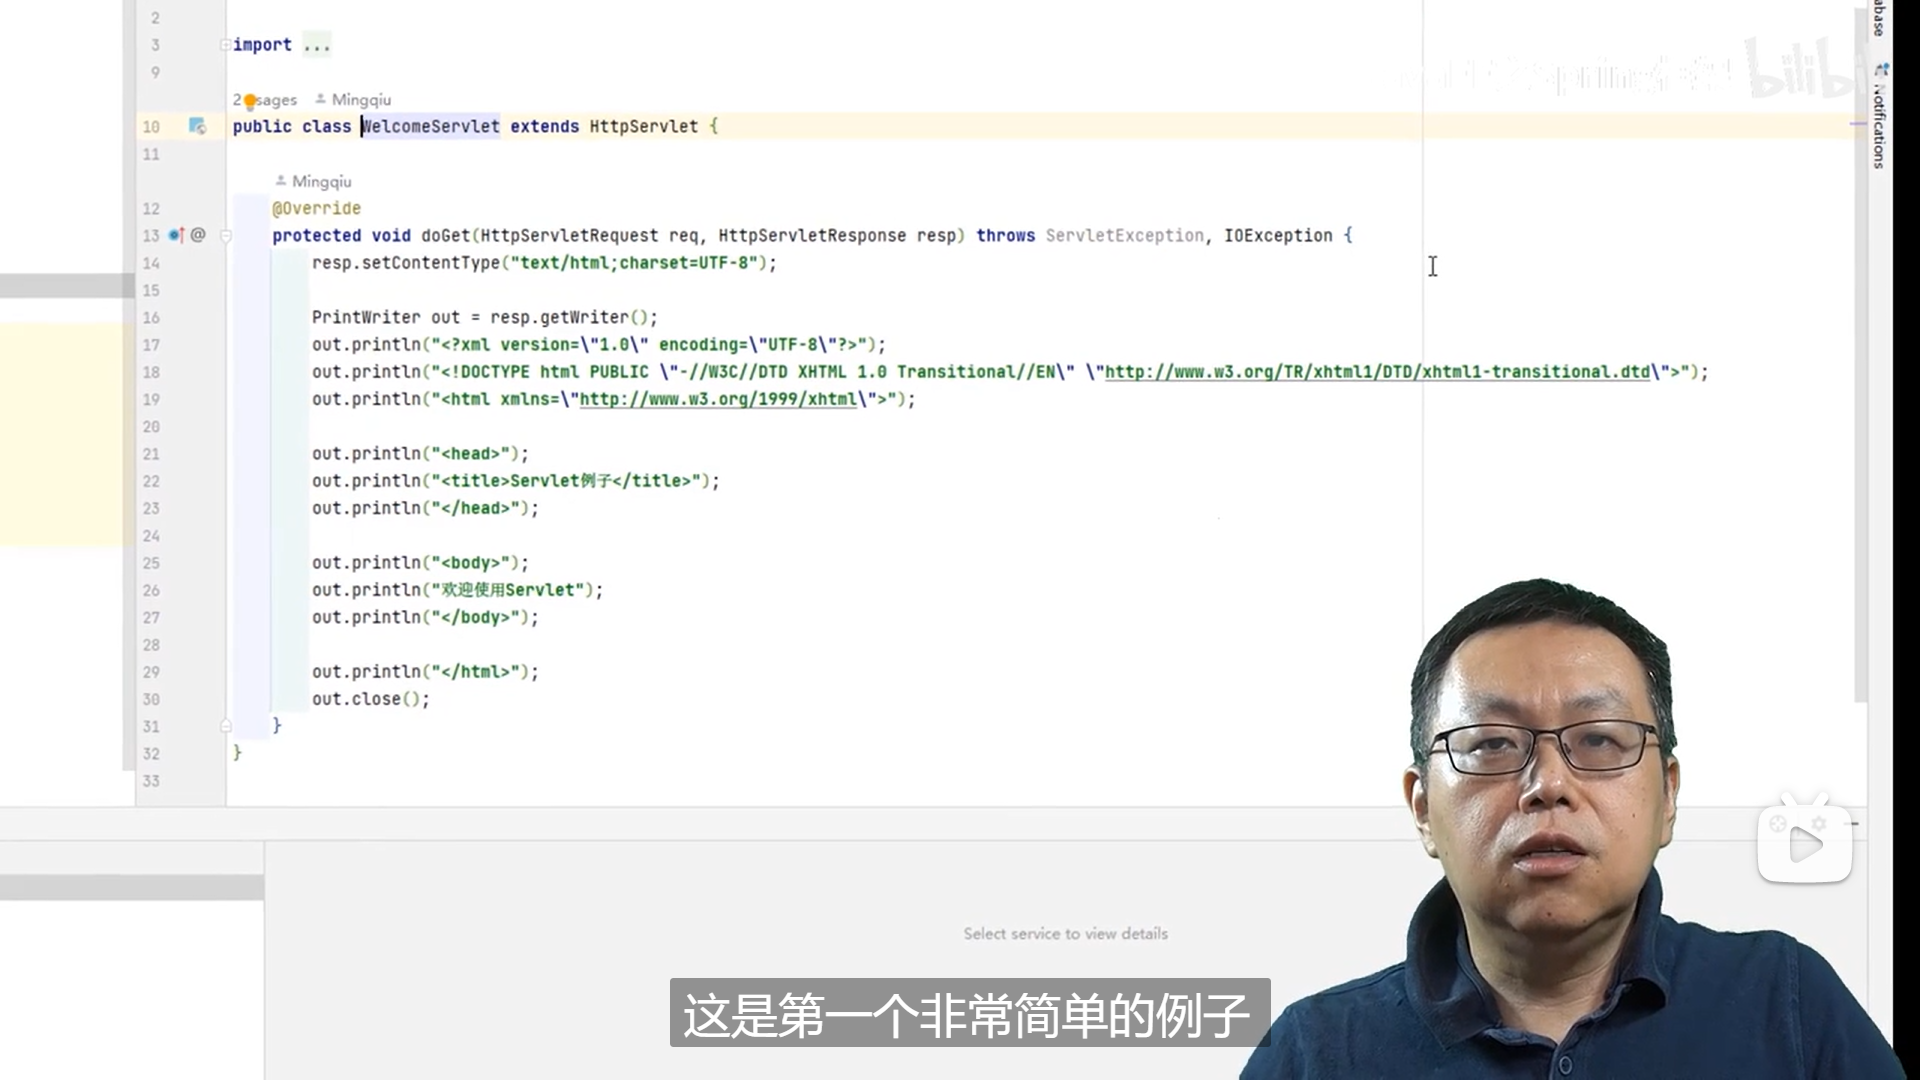 2
abase
3 import ...
bilibili
9
2 usages Mingqiu
Notifications
10 public class WelcomeServlet extends HttpServlet {
11
Mingqiu
12 @Override
13 @ protected void doGet(HttpServletRequest req, HttpServletResponse resp) throws ServletException, IOException {
14 resp.setContentType("text/html;charset=UTF-8");
15
16 PrintWriter out = resp.getWriter();
17 out.println("<?xml version=\"1.0\" encoding=\"UTF-8\"?>");
18 out.println("<!DOCTYPE html PUBLIC \"-//W3C//DTD XHTML 1.0 Transitional//EN\" \"http://www.w3.org/TR/xhtml1/DTD/xhtml1-transitional.dtd\">");
19 out.println("<html xmlns=\"http://www.w3.org/1999/xhtml\">");
20
21 out.println("<head>");
22 out.println("<title>Servlet例子</title>");
23 out.println("</head>");
24
25 out.println("<body>");
26 out.println("欢迎使用Servlet");
27 out.println("</body>");
28
29 out.println("</html>");
30 out.close();
31 }
32 }
33
Select service to view details
这是第一个非常简单的例子